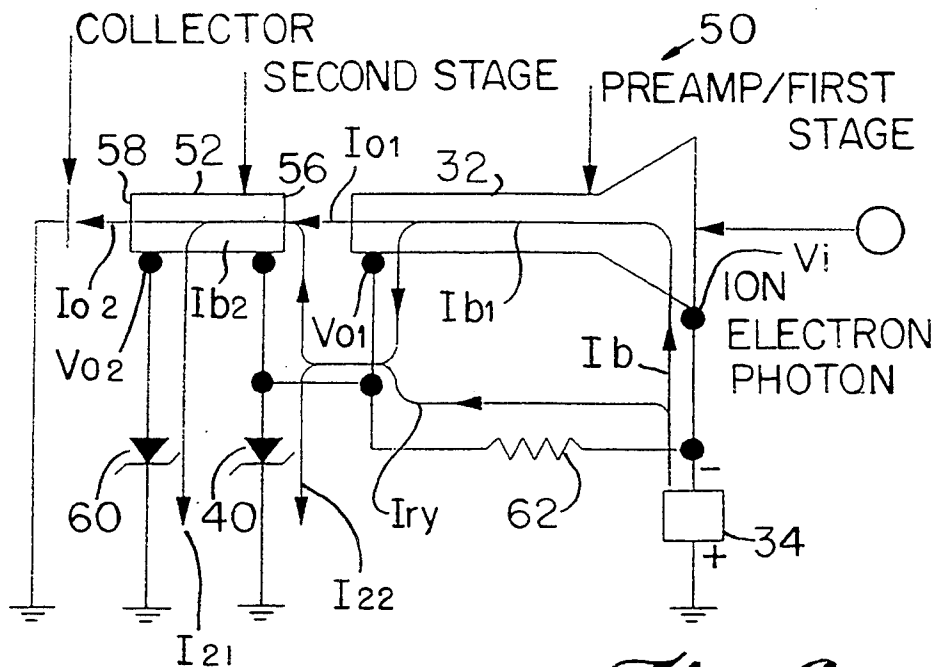 COLLECTOR
50
SECOND STAGE
PREAMP/FIRST
STAGE
58
52
56
Io1
32
Io2
Ib2
Vo1
Ib1
Vi
ION
Vo2
Ib
ELECTRON
PHOTON
60
40
Iry
62
-
34
+
I22
I21